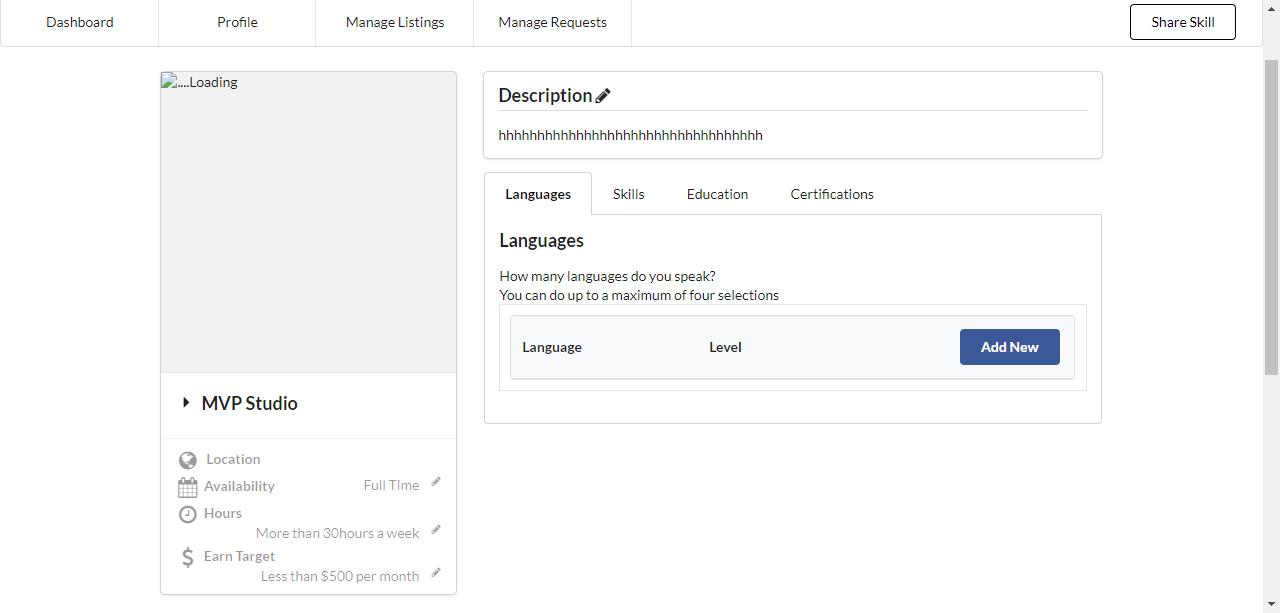 Dashboard Profile Manage Listings Manage Requests Share Skill
....Loading
MVP Studio
Location
Availability Full TIme
Hours
More than 30hours a week
Earn Target
Less than $500 per month
Description
hhhhhhhhhhhhhhhhhhhhhhhhhhhhhhhhhh
Languages Skills Education Certifications
Languages
How many languages do you speak?
You can do up to a maximum of four selections
Language Level Add New